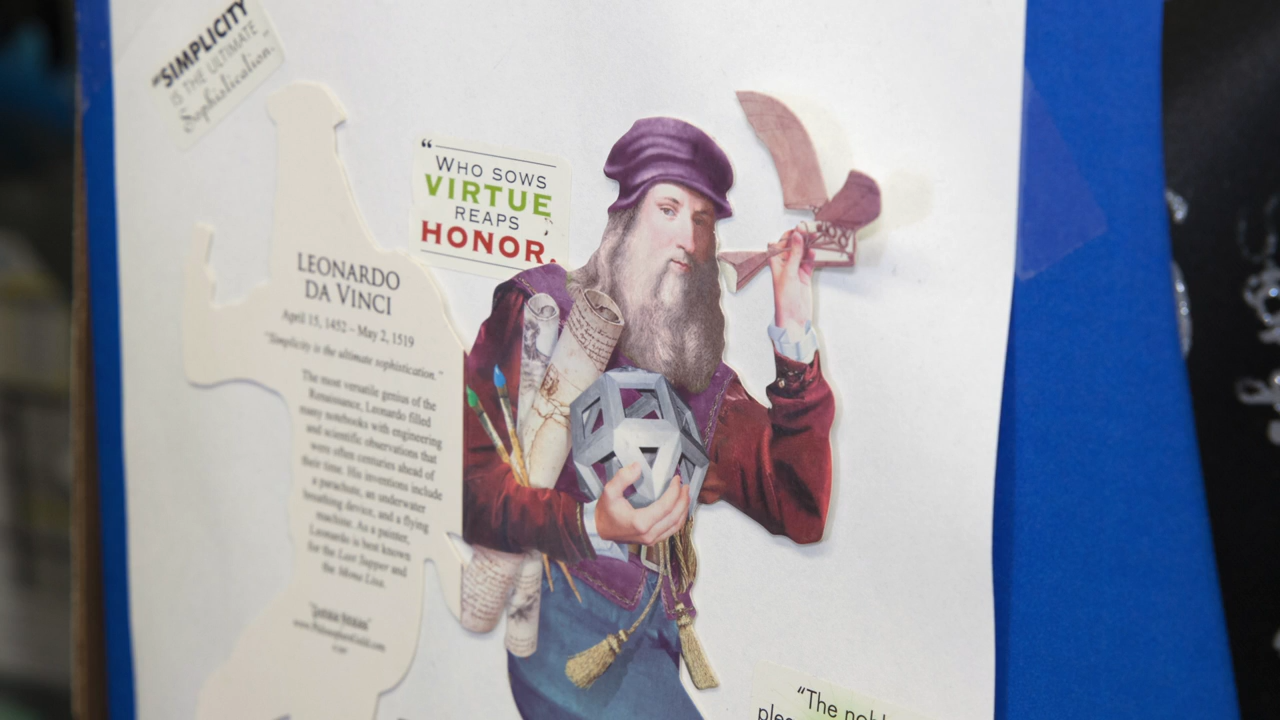 "SIMPLICITY
IS THE ULTIMATE
Sophistication."
"WHO SOWS
VIRTUE
REAPS
HONOR.
LEONARDO
DA VINCI
April 15, 1452 – May 2, 1519
"Simplicity is the ultimate sophistication."
The most versatile genius of the
Renaissance, Leonardo filled
many notebooks with engineering
and scientific observations that
were often centuries ahead of
their time. His inventions include
a parachute, an underwater
breathing device, and a flying
machine. As a painter,
Leonardo is best known
for the Last Supper and
the Mona Lisa.
www.PhilosophersGuild.com
"The